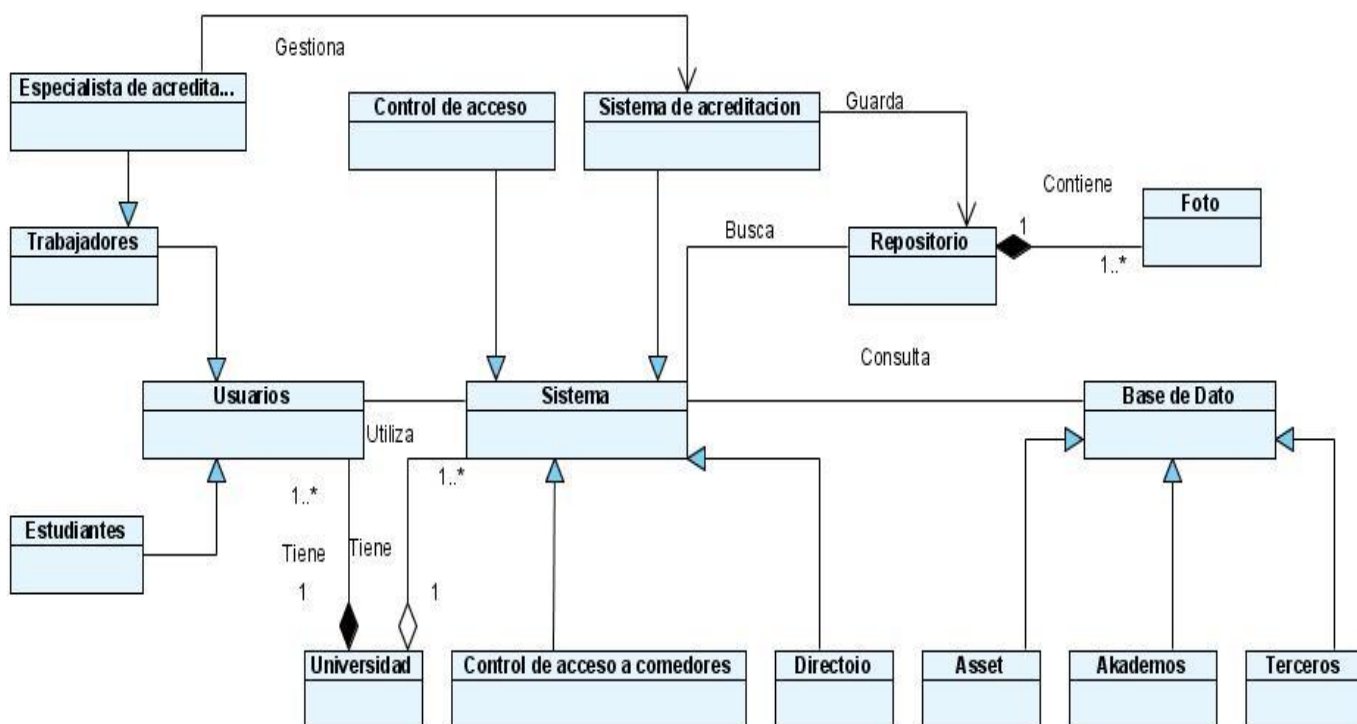 Gestiona
Especialista de acredita...
Control de acceso
Sistema de acreditacion
Guarda
Contiene
Foto
Trabajadores
Busca
Repositorio
1
1..*
Consulta
Usuarios
Sistema
Base de Dato
Utiliza
1..*
1..*
Estudiantes
Tiene
Tiene
1
1
Universidad
Control de acceso a comedores
Directoio
Asset
Akademos
Terceros